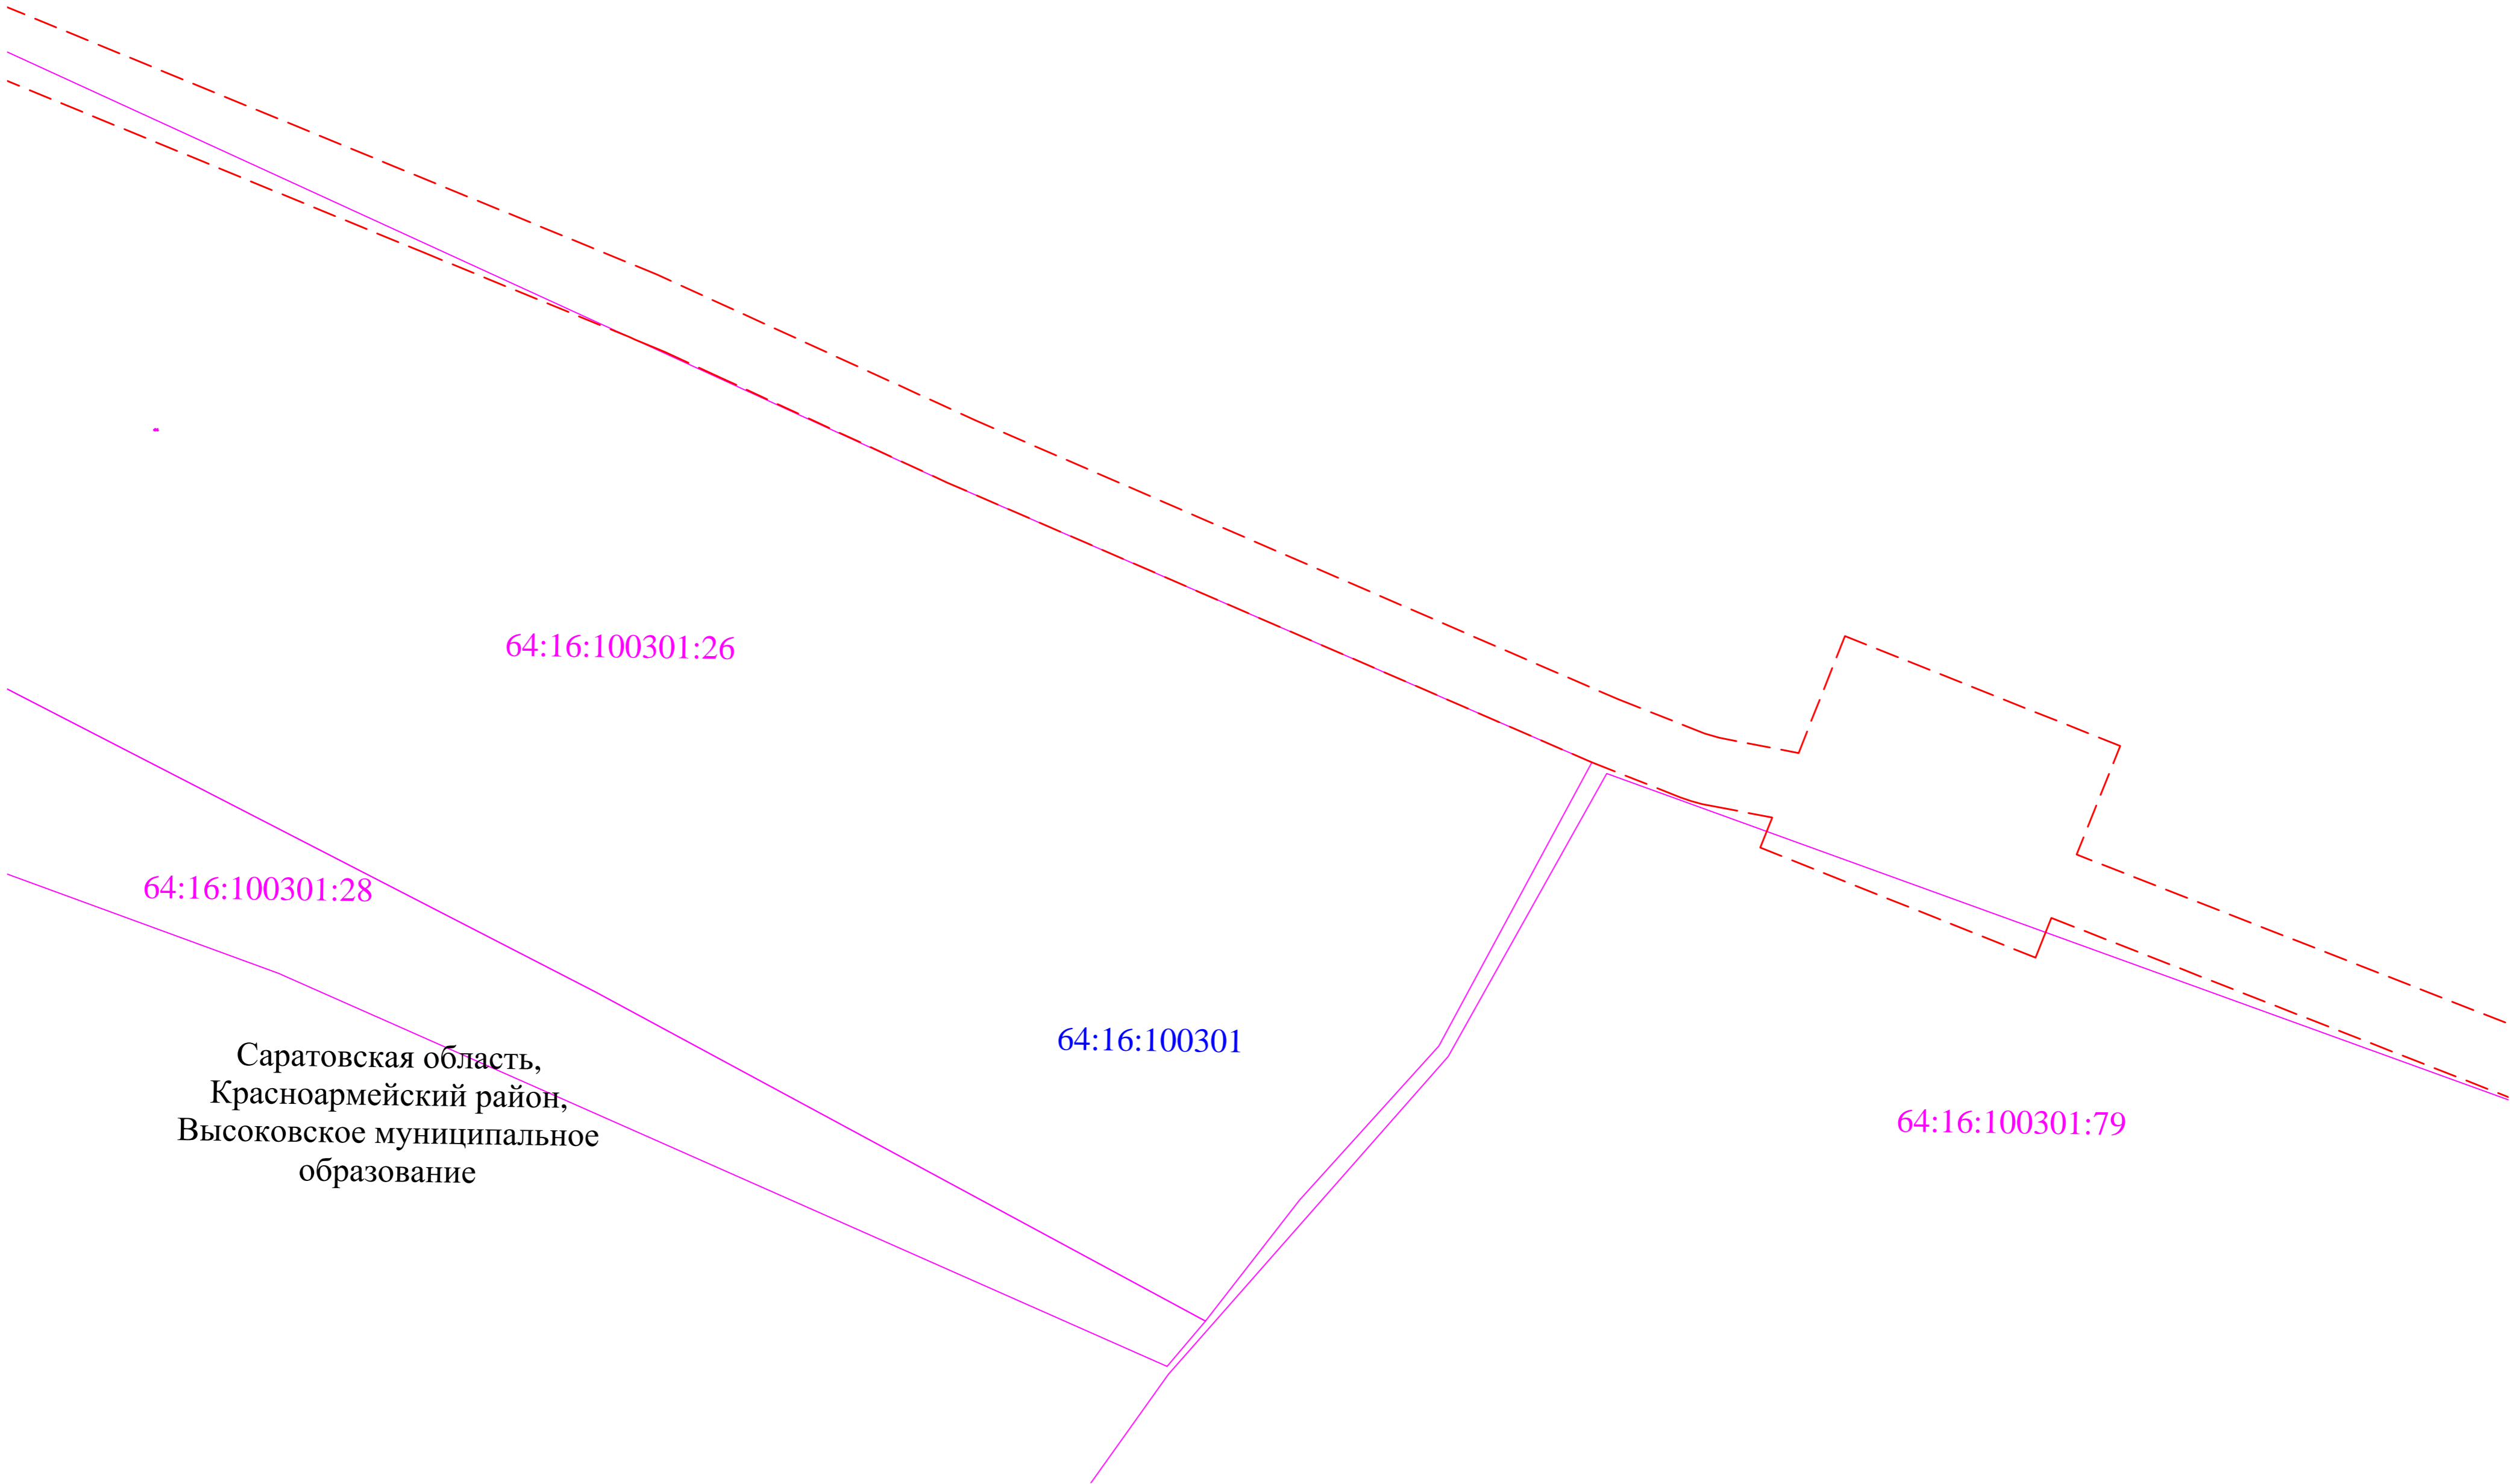 64:16:100301:26
64:16:100301:28
64:16:100301
Саратовская область,
Красноармейский район,
Высоковское муниципальное
образование
64:16:100301:79